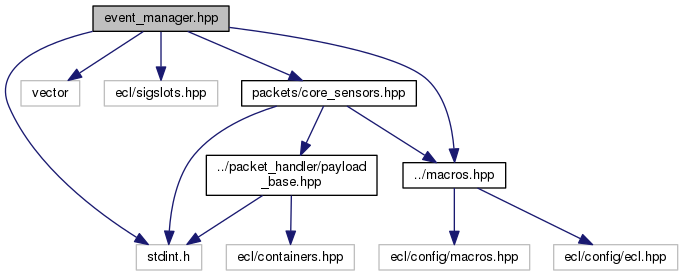 event_manager.hpp
vector
ecl/sigslots.hpp
packets/core_sensors.hpp
../packet_handler/payload
_base.hpp
../macros.hpp
stdint.h
ecl/containers.hpp
ecl/config/macros.hpp
ecl/config/ecl.hpp